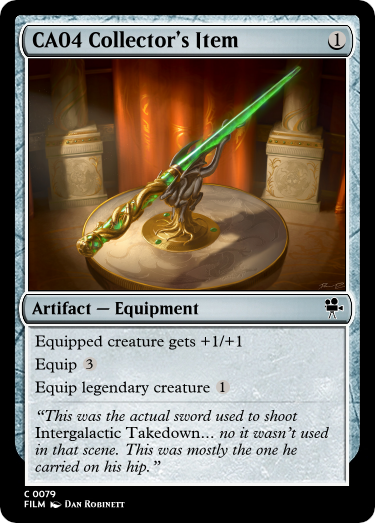 CA04 Collector's Item 1
Artifact — Equipment
Equipped creature gets +1/+1
Equip 3
Equip legendary creature 1
“This was the actual sword used to shoot
Intergalactic Takedown... no it wasn't used
in that scene. This was mostly the one he
carried on his hip.”
C 0079
FILM Dan Robinett